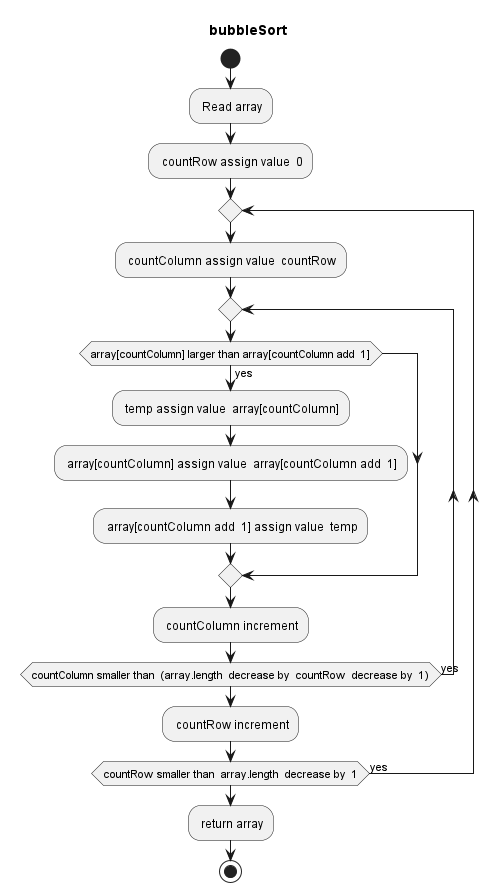 bubbleSort
Read array
countRow assign value 0
countColumn assign value countRow
array[countColumn] larger than array[countColumn add 1]
yes
temp assign value array[countColumn]
array[countColumn] assign value array[countColumn add 1]
array[countColumn add 1] assign value temp
countColumn increment
countColumn smaller than (array.length decrease by countRow decrease by 1)
yes
countRow increment
countRow smaller than array.length decrease by 1
yes
return array